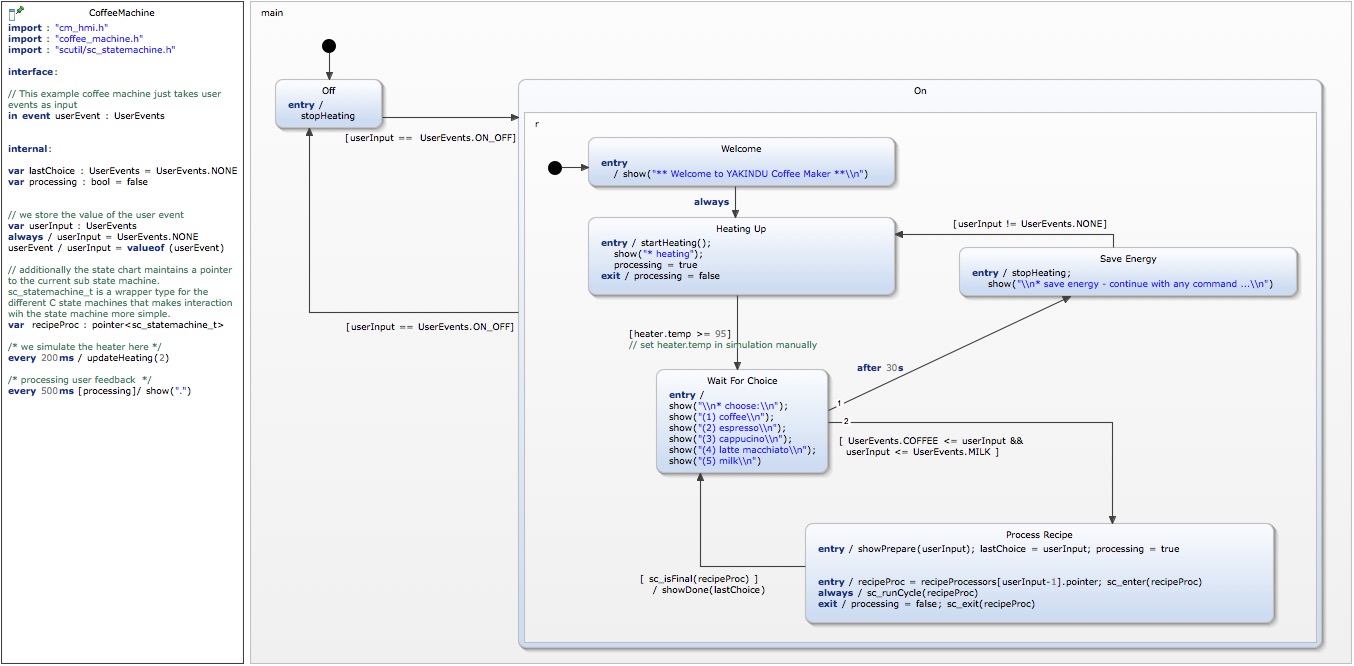 CoffeeMachine
import : "cm_hmi.h"
import : "coffee_machine.h"
import : "scutil/sc_statemachine.h"
interface:
// This example coffee machine just takes user
events as input
in event userEvent : UserEvents
internal:
var lastChoice : UserEvents = UserEvents.NONE
var processing : bool = false
// we store the value of the user event
var userInput : UserEvents
always / userInput = UserEvents.NONE
userEvent / userInput = valueof (userEvent)
// additionally the state chart maintains a pointer
to the current sub state machine.
sc_statemachine_t is a wrapper type for the
different C state machines that makes interaction
wih the state machine more simple.
var recipeProc : pointer<sc_statemachine_t>
/* we simulate the heater here */
every 200ms / updateHeating(2)
/* processing user feedback */
every 500ms [processing]/ show(".")
main
Off
entry /
stopHeating
[userInput == UserEvents.ON_OFF]
[userInput == UserEvents.ON_OFF]
On
r
Welcome
entry
/ show("** Welcome to YAKINDU Coffee Maker **\\n")
always
Heating Up
entry / startHeating();
show("* heating");
processing = true
exit / processing = false
[userInput != UserEvents.NONE]
Save Energy
entry / stopHeating;
show("\\n* save energy - continue with any command ...\\n")
[heater.temp >= 95]
// set heater.temp in simulation manually
after 30s
Wait For Choice
entry /
show("\\n* choose:\\n");
show("(1) coffee\\n");
show("(2) espresso\\n");
show("(3) cappucino\\n");
show("(4) latte macchiato\\n");
show("(5) milk\\n")
1
2
[ UserEvents.COFFEE <= userInput &&
userInput <= UserEvents.MILK ]
Process Recipe
entry / showPrepare(userInput); lastChoice = userInput; processing = true
entry / recipeProc = recipeProcessors[userInput-1].pointer; sc_enter(recipeProc)
always / sc_runCycle(recipeProc)
exit / processing = false; sc_exit(recipeProc)
[ sc_isFinal(recipeProc) ]
/ showDone(lastChoice)